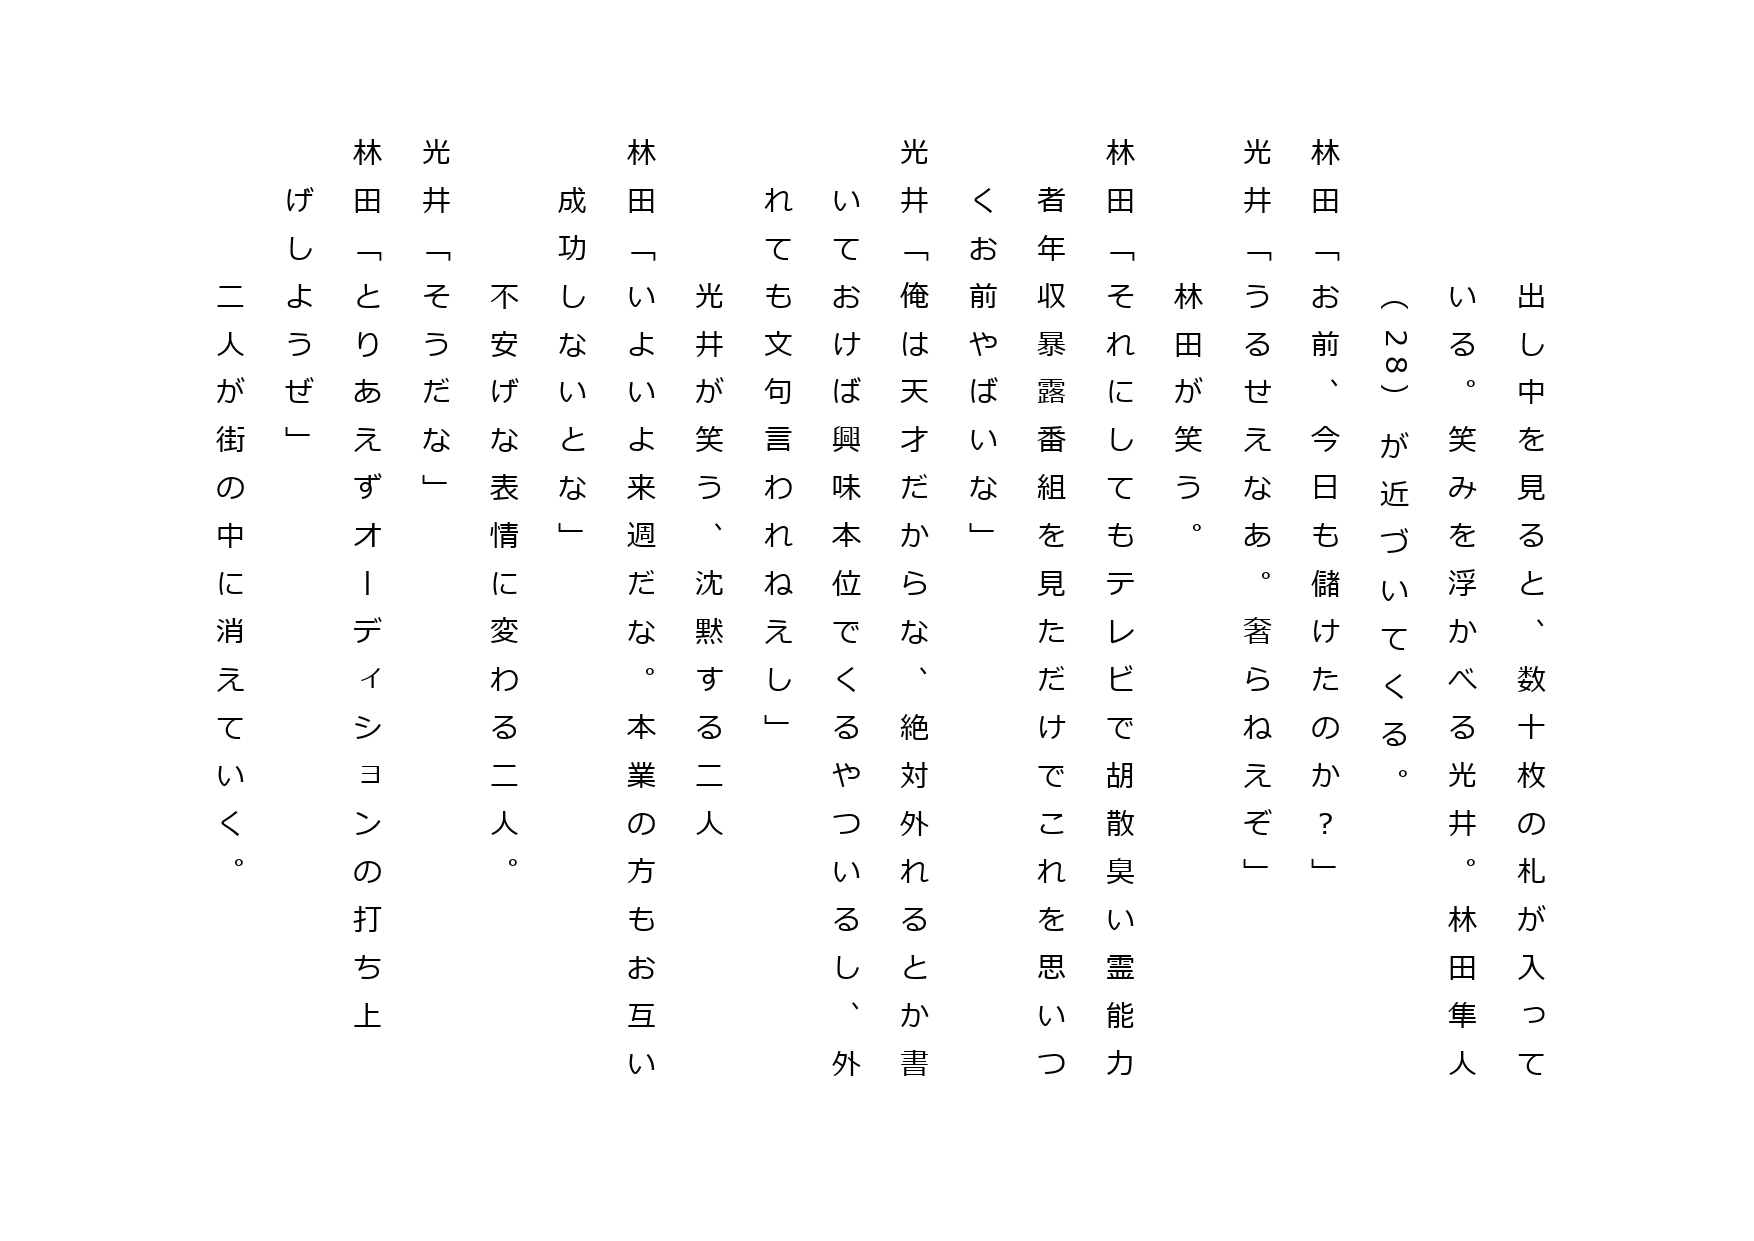 出し中を見ると、数十枚の札が入って
いる。笑みを浮かべる光井。林田隼人
（28）が近づいてくる。
林田「お前、今日も儲けたのか？」
光井「うるせえなあ。奢らねえぞ」
林田が笑う。
林田「それにしてもテレビで胡散臭い霊能力
者年収暴露番組を見ただけでこれを思いつ
くお前やばいな」
光井「俺は天才だからな、絶対外れるとか書
いておけば興味本位でくるやついるし、外
れても文句言われねえし」
光井が笑う、沈黙する二人
林田「いよいよ来週だな。本業の方もお互い
成功しないとな」
不安げな表情に変わる二人。
光井「そうだな」
林田「とりあえずオーディションの打ち上
げしようぜ」
二人が街の中に消えていく。